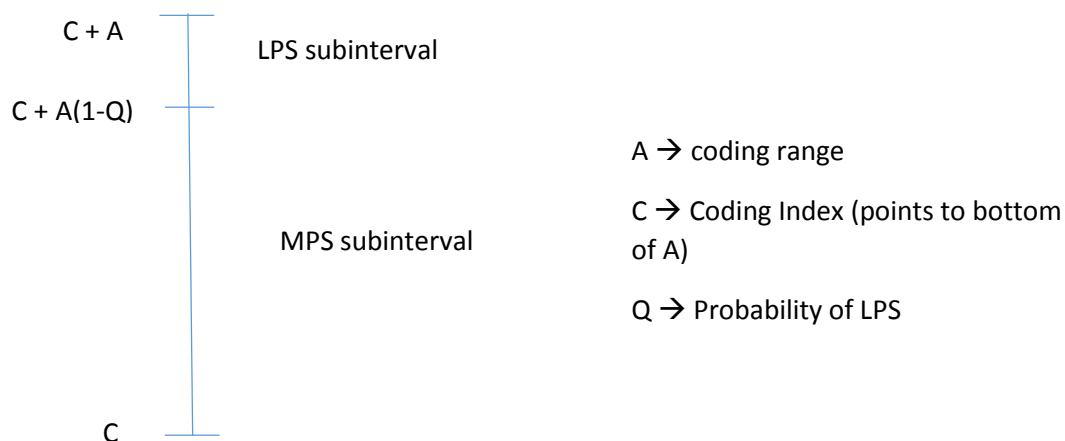 C + A
LPS subinterval
C + A(1-Q)
A → coding range
C → Coding Index (points to bottom
of A)
MPS subinterval
Q → Probability of LPS
C